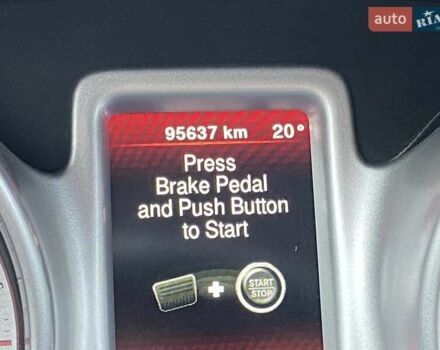 auto RIA
95637 km 20°
Press
Brake Pedal
and Push Button
to Start
START
STOP